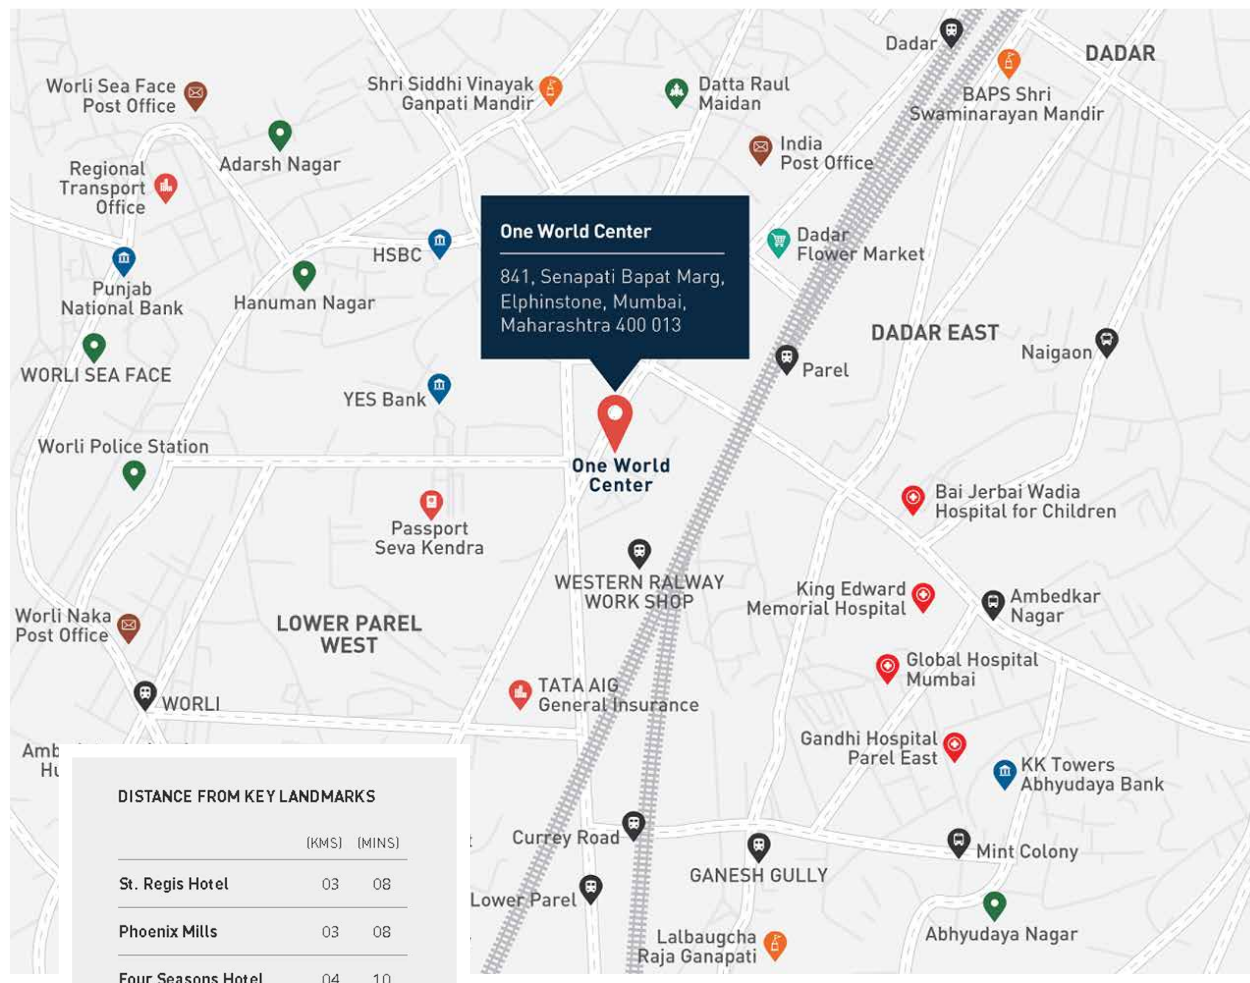 Dadar
DADAR
Worli Sea Face
Post Office
Shri Siddhi Vinayak
Ganpati Mandir
Datta Raul
Maidan
BAPS Shri
Swaminarayan Mandir
Adarsh Nagar
India
Post Office
Regional
Transport
Office
One World Center
841, Senapati Bapat Marg,
Elphinstone, Mumbai,
Maharashtra 400 013
Dadar
Flower Market
HSBC
Punjab
National Bank
Hanuman Nagar
DADAR EAST
Naigaon
WORLI SEA FACE
Parel
YES Bank
Worli Police Station
One World
Center
Passport
Seva Kendra
Bai Jerbai Wadia
Hospital for Children
WESTERN RALWAY
WORK SHOP
King Edward
Memorial Hospital
Ambedkar
Nagar
Worli Naka
Post Office
LOWER PAREL
WEST
Global Hospital
Mumbai
TATA AIG
General Insurance
WORLI
Gandhi Hospital
Parel East
KK Towers
Abhyudaya Bank
DISTANCE FROM KEY LANDMARKS
(KMS) (MINS)
St. Regis Hotel 03 08
Phoenix Mills 03 08
Four Seasons Hotel 04 10
Currey Road
GANESH GULLY
Mint Colony
Lower Parel
Lalbaugcha
Raja Ganapati
Abhyudaya Nagar